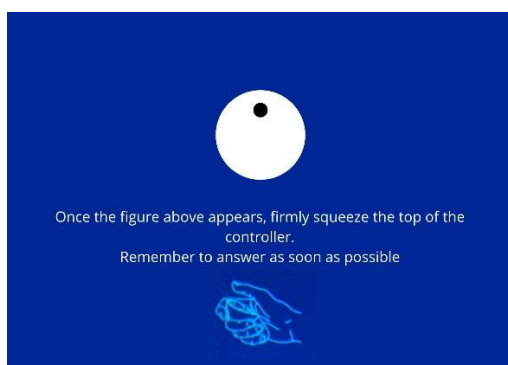 Once the figure above appears, firmly squeeze the top of the
controller.
Remember to answer as soon as possible